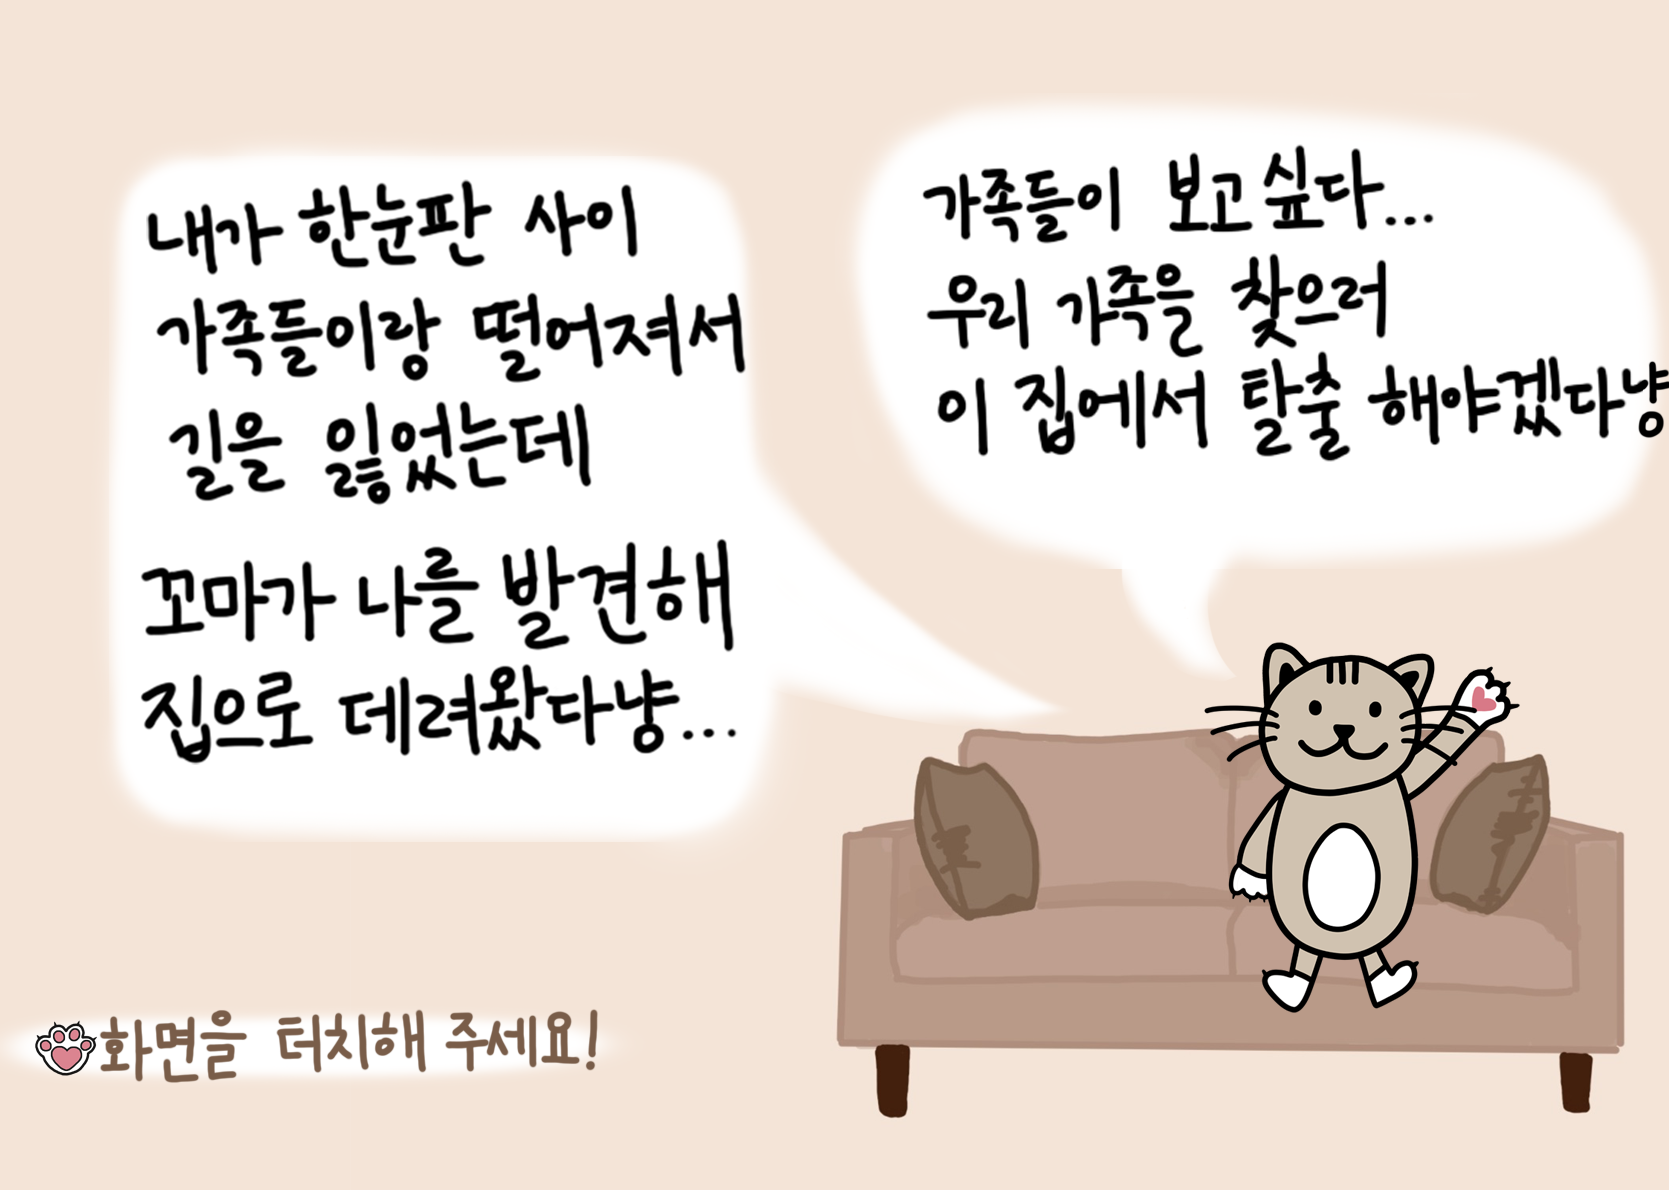 내가 한눈판 사이
가족들이랑 떨어져서
길을 잃었는데
꼬마가 나를 발견해
집으로 데려왔다냥...
가족들이 보고싶다...
우리 가족을 찾으러
이 집에서 탈출 해야겠다냥
화면을 터치해 주세요!